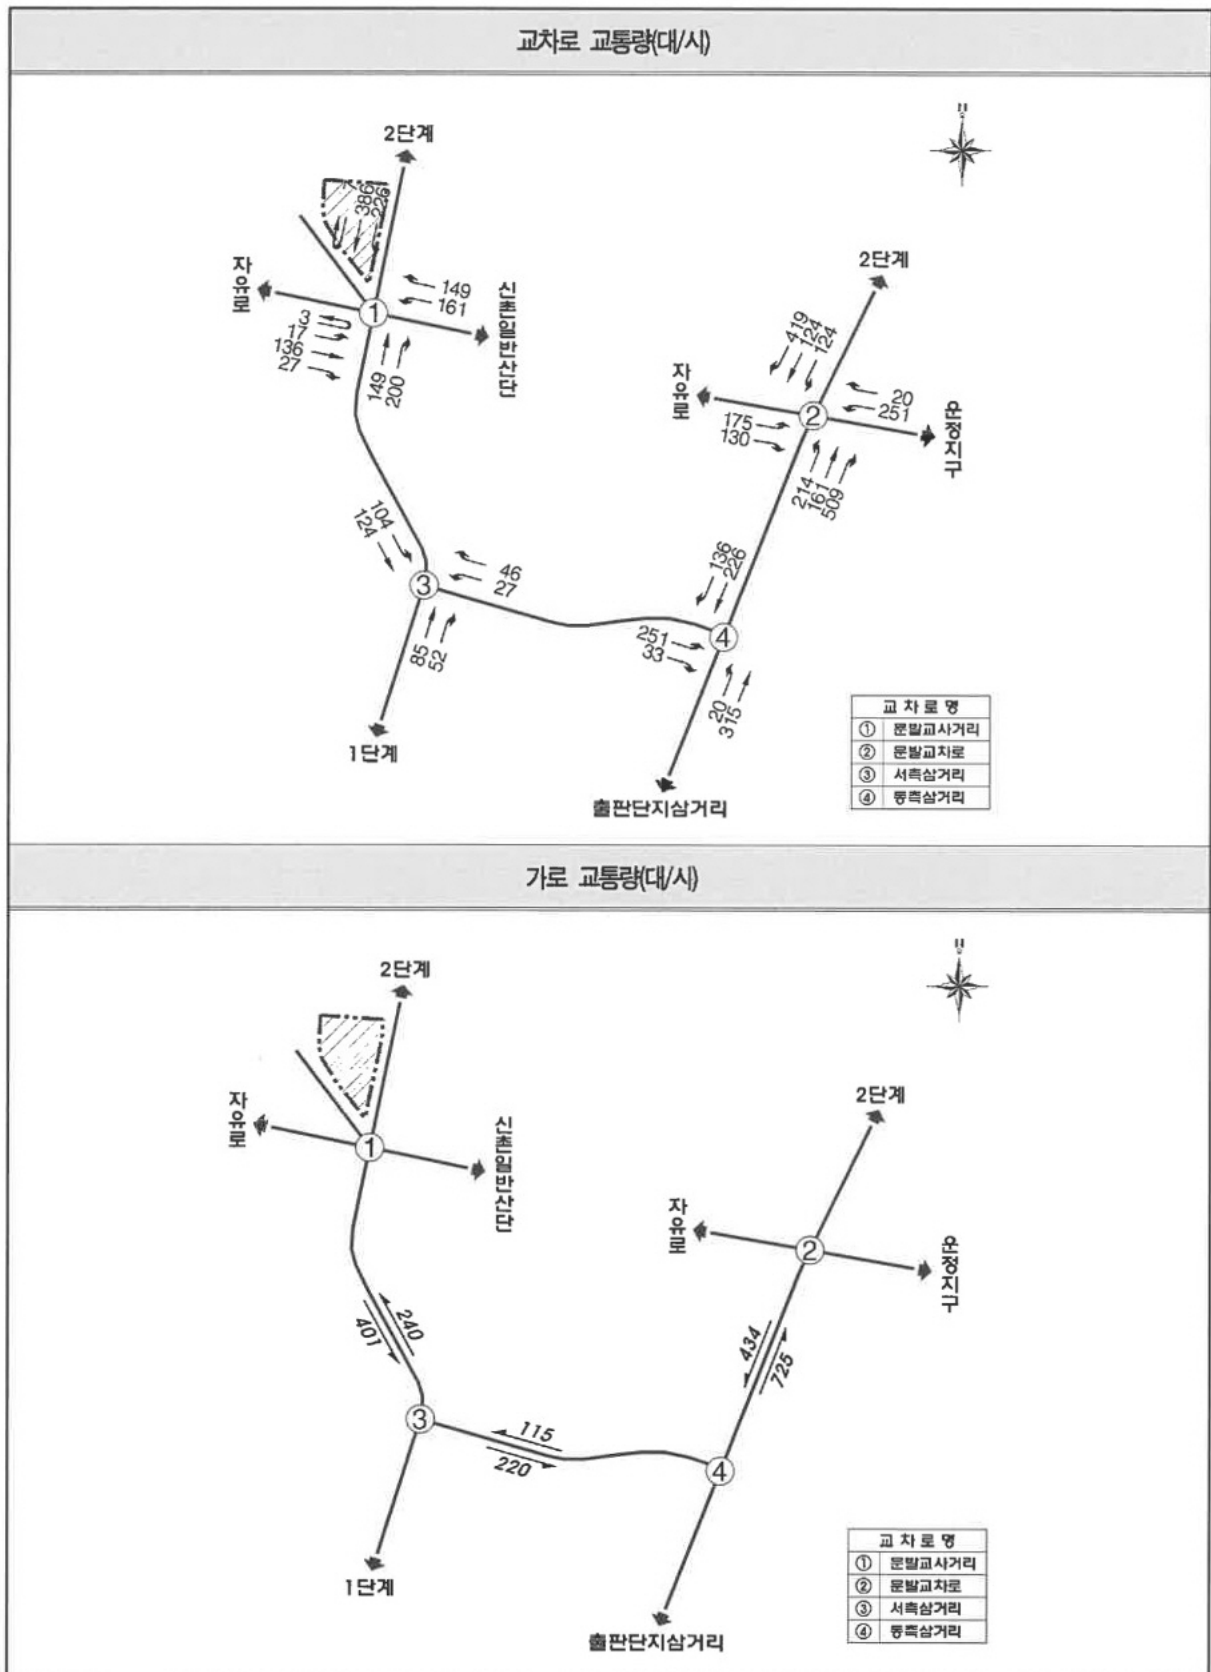 교차로 교통량(대/시)
N
2단계
386
226
자유로
149
161
신촌일반산단
1
3
17
136
27
149
200
2단계
419
124
124
자유로
20
251
2
175
130
운정지구
214
161
509
104
124
46
27
3
136
226
85
52
251
33
4
20
315
1단계
출판단지삼거리
교차로명
① 문발교사거리
② 문발교차로
③ 서측삼거리
④ 동측삼거리
가로 교통량(대/시)
N
2단계
자유로
1
신촌일반산단
2단계
자유로
2
운정지구
240
401
434
725
3
115
220
4
1단계
출판단지삼거리
교차로명
① 문발교사거리
② 문발교차로
③ 서측삼거리
④ 동측삼거리